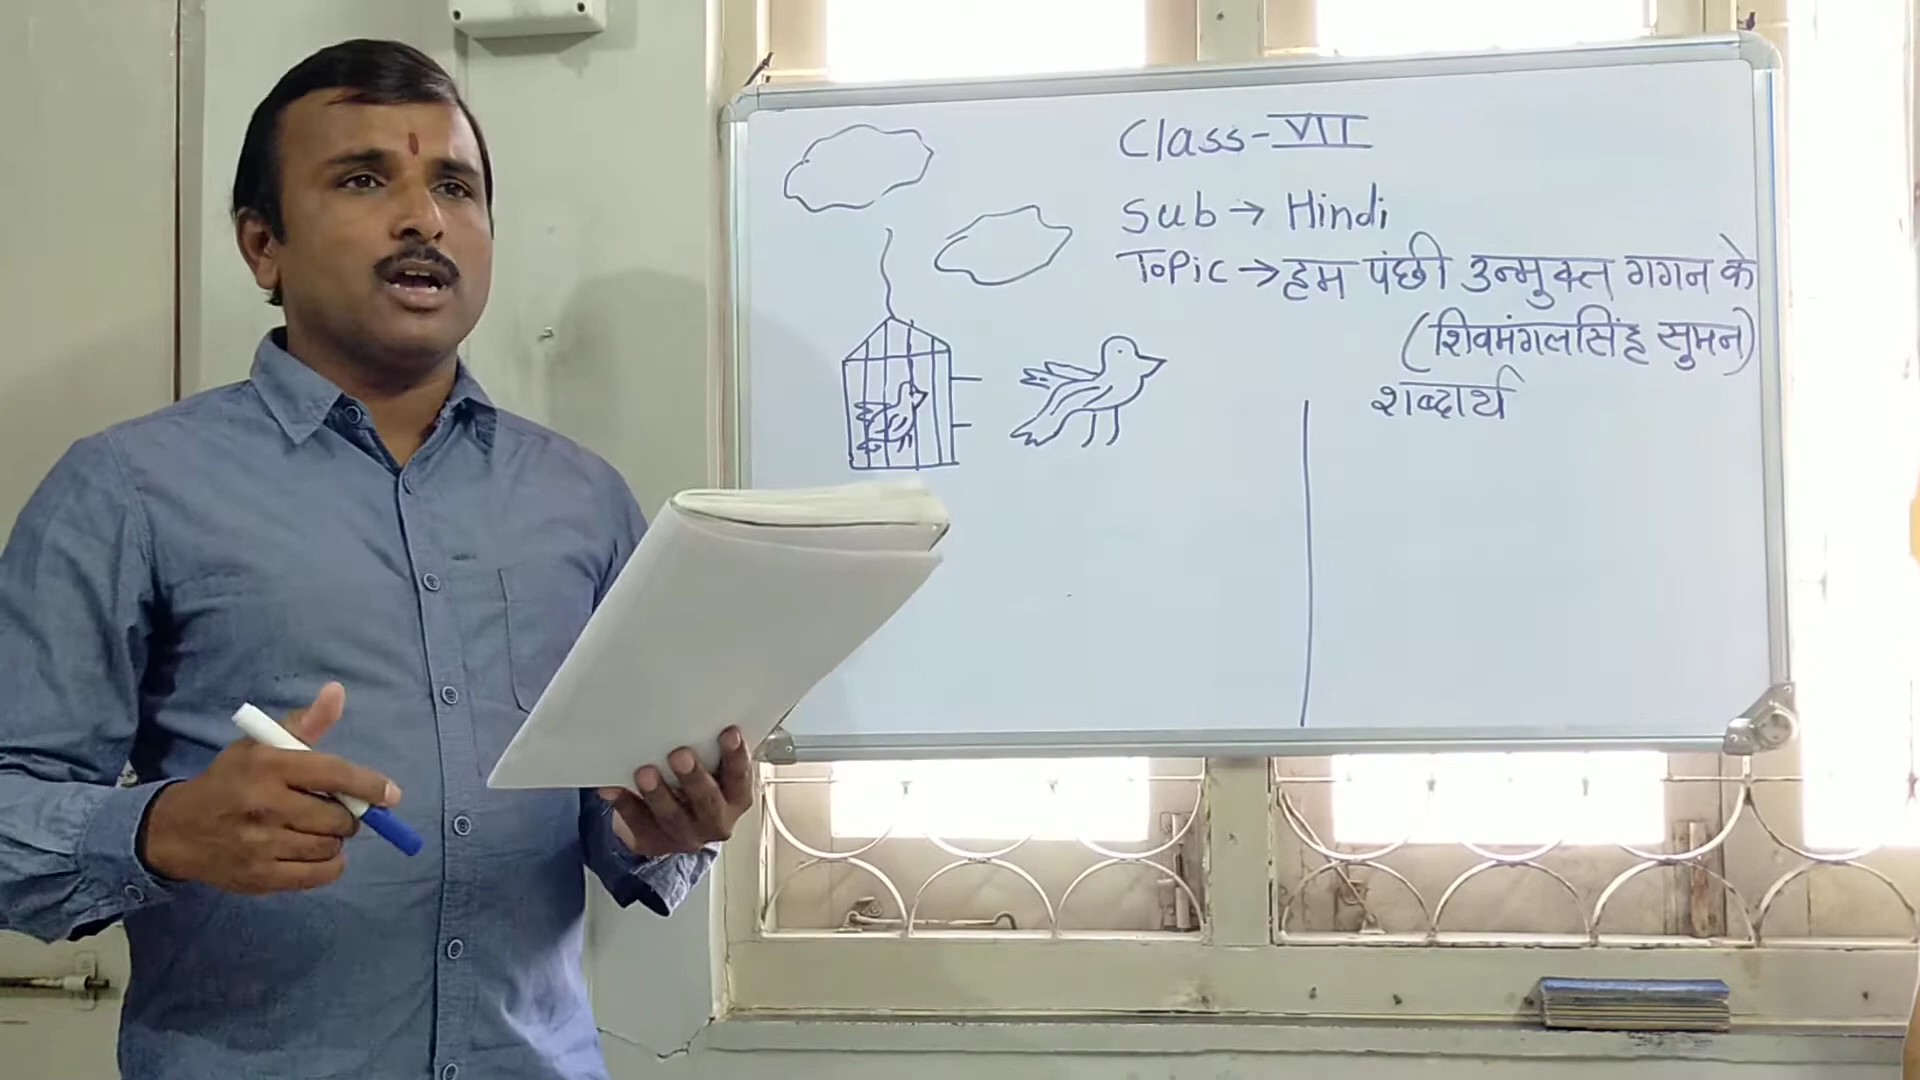 Class-VII
Sub→ Hindi
Topic→हम पंछी उन्मुक्त गगन के
(शिवमंगलसिंह सुमन)
शब्दार्थ